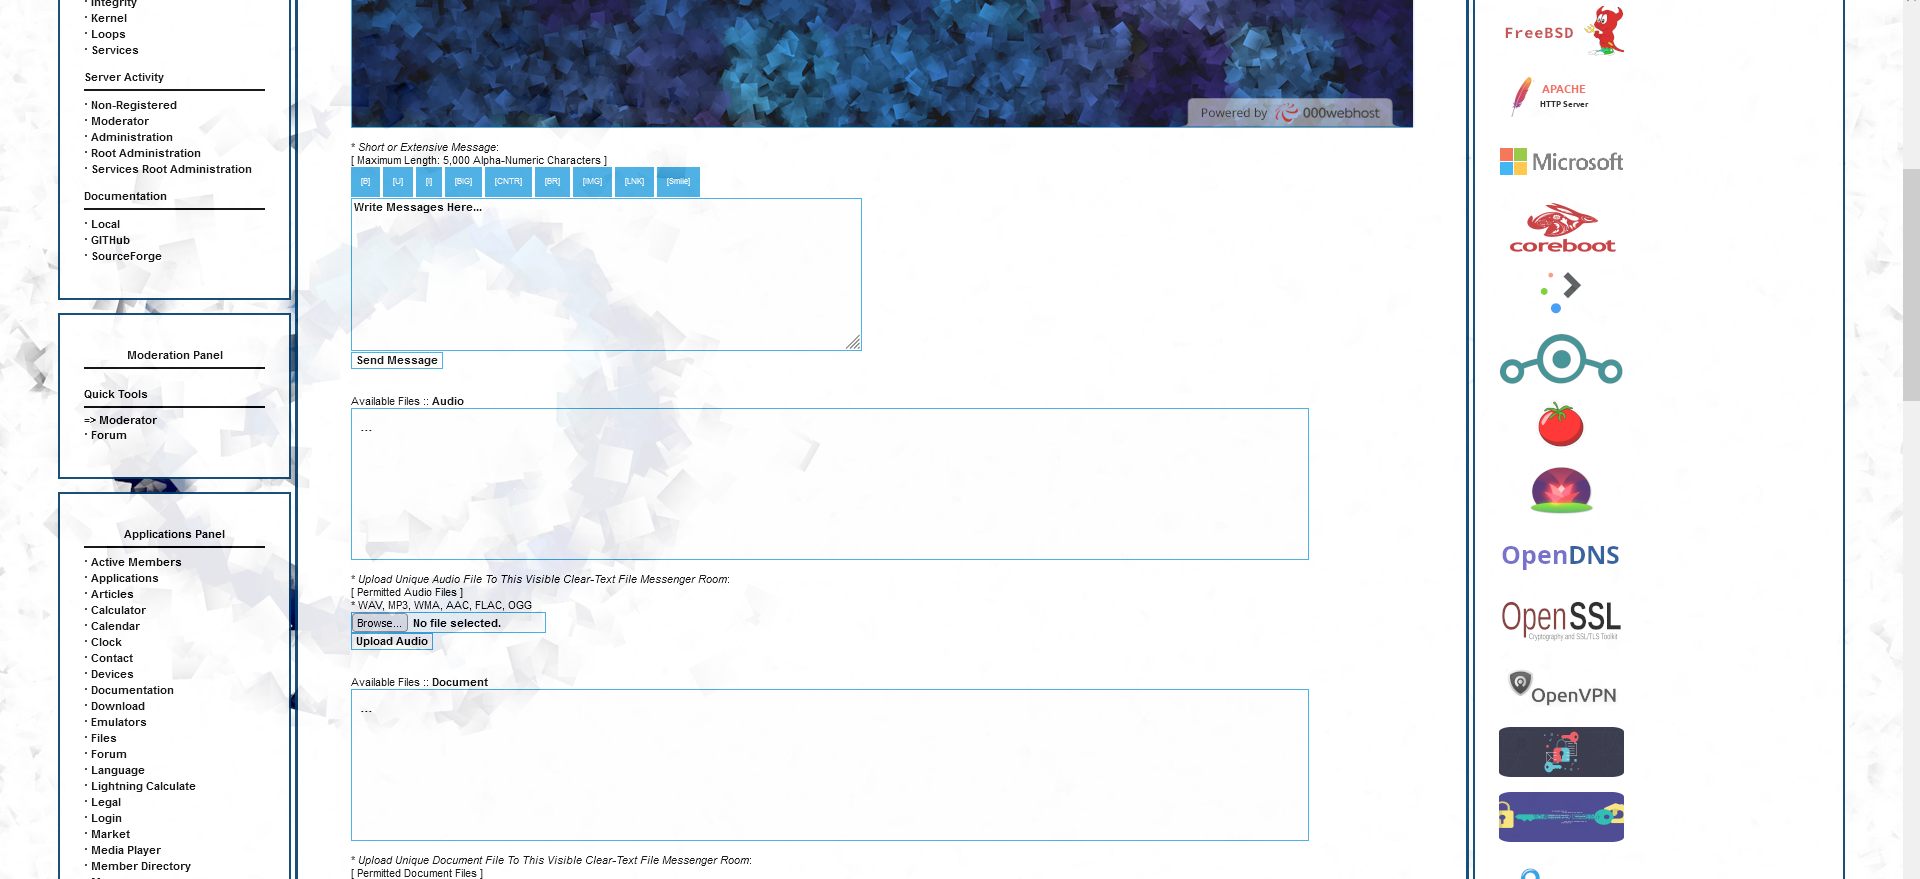 Integrity
· Kernel
· Loops
· Services
Server Activity
· Non-Registered
· Moderator
· Administration
· Root Administration
· Services Root Administration
Documentation
· Local
· GITHub
· SourceForge
Moderation Panel
Quick Tools
=> Moderator
· Forum
Applications Panel
· Active Members
· Applications
· Articles
· Calculator
· Calendar
· Clock
· Contact
· Devices
· Documentation
· Download
· Emulators
· Files
· Forum
· Language
· Lightning Calculate
· Legal
· Login
· Market
· Media Player
· Member Directory
Powered by 000webhost
* Short or Extensive Message:
[ Maximum Length: 5,000 Alpha-Numeric Characters ]
[B] [U] [I] [BIG] [CNTR] [BR] [IMG] [LNK] [Smile]
Write Messages Here...
Send Message
Available Files :: Audio
...
* Upload Unique Audio File To This Visible Clear-Text File Messenger Room:
[ Permitted Audio Files ]
* WAV, MP3, WMA, AAC, FLAC, OGG
Browse... No file selected.
Upload Audio
Available Files :: Document
...
* Upload Unique Document File To This Visible Clear-Text File Messenger Room:
[ Permitted Document Files ]
FreeBSD
APACHE
HTTP Server
Microsoft
coreboot
OpenDNS
OpenSSL
Cryptography and SSL/TLS Toolkit
OpenVPN